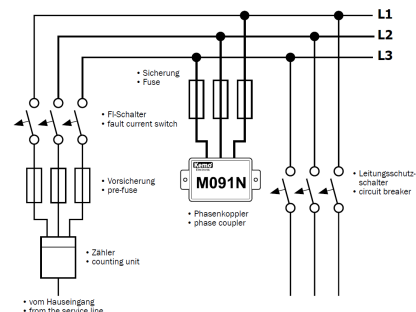 L1
L2
L3
• Sicherung
• Fuse
• FI-Schalter
• fault current switch
Kemo
M091N
• Vorsicherung
• pre-fuse
• Leitungsschutz-
schalter
• circuit breaker
• Phasenkoppler
• phase coupler
• Zähler
• counting unit
• vom Hauseingang
• from the service line